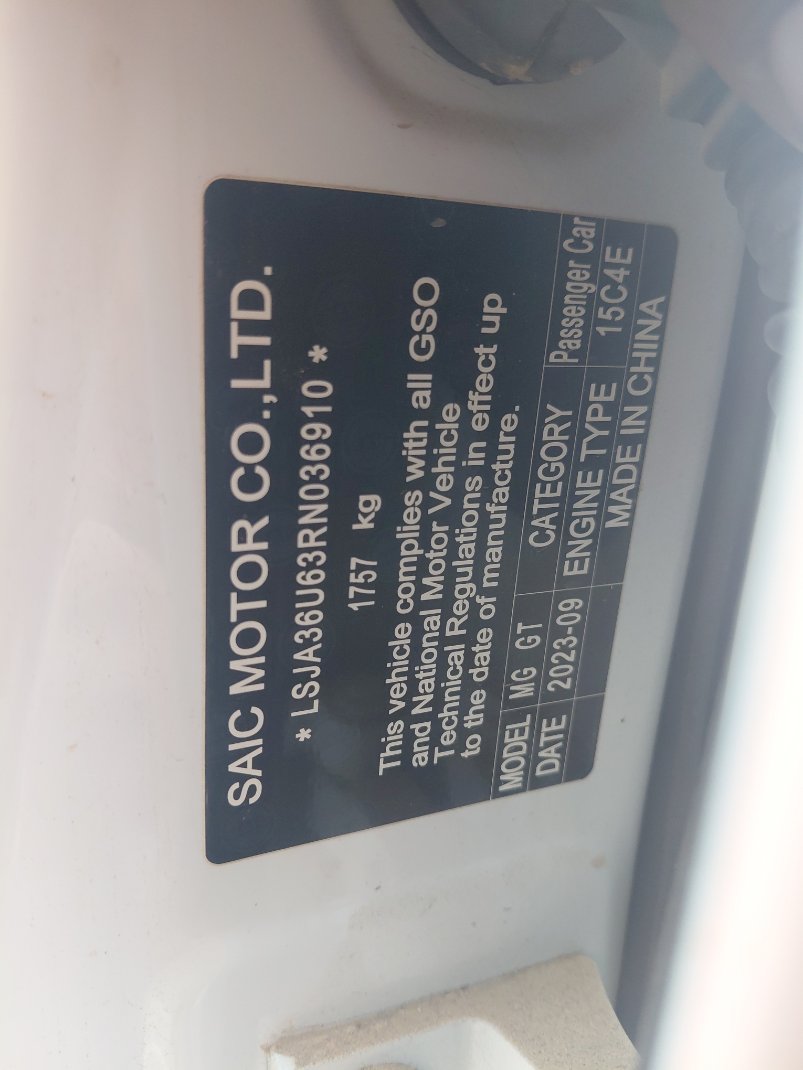 SAIC MOTOR CO.,LTD.
* LSJA36U63RN036910 *
1757 kg
This vehicle complies with all GSO
and National Motor Vehicle
Technical Regulations in effect up
to the date of manufacture.
MODEL MG GT CATEGORY Passenger Car
DATE 2023-09 ENGINE TYPE 15C4E
MADE IN CHINA